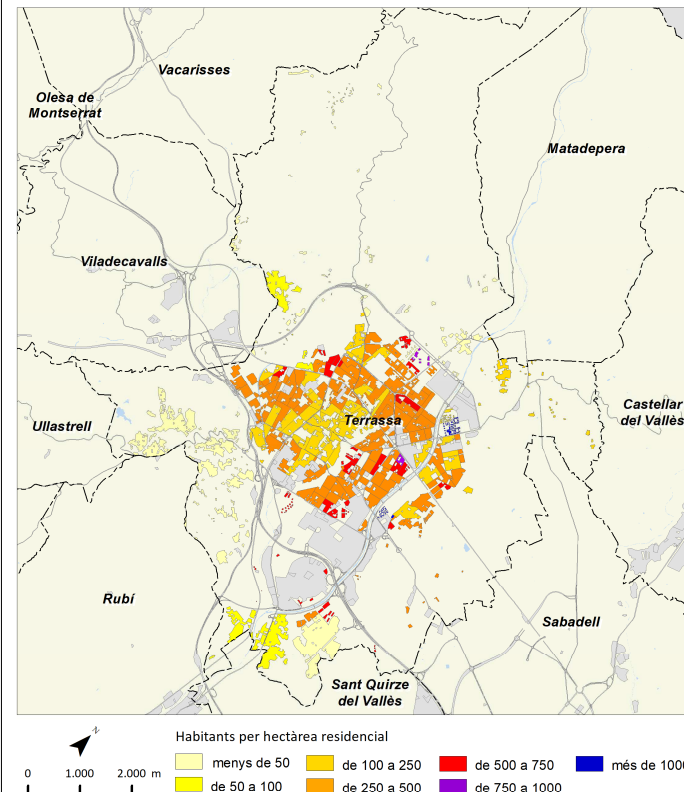 Vacarisses
Olesa de
Montserrat
Matadepera
Viladecavalls
Castellar
del Vallès
Ullastrell
Terrassa
Rubí
Sabadell
Sant Quirze
del Vallès
N
Habitants per hectàrea residencial
menys de 50
de 100 a 250
de 500 a 750
més de 1000
0 1.000 2.000 m
de 50 a 100
de 250 a 500
de 750 a 1000